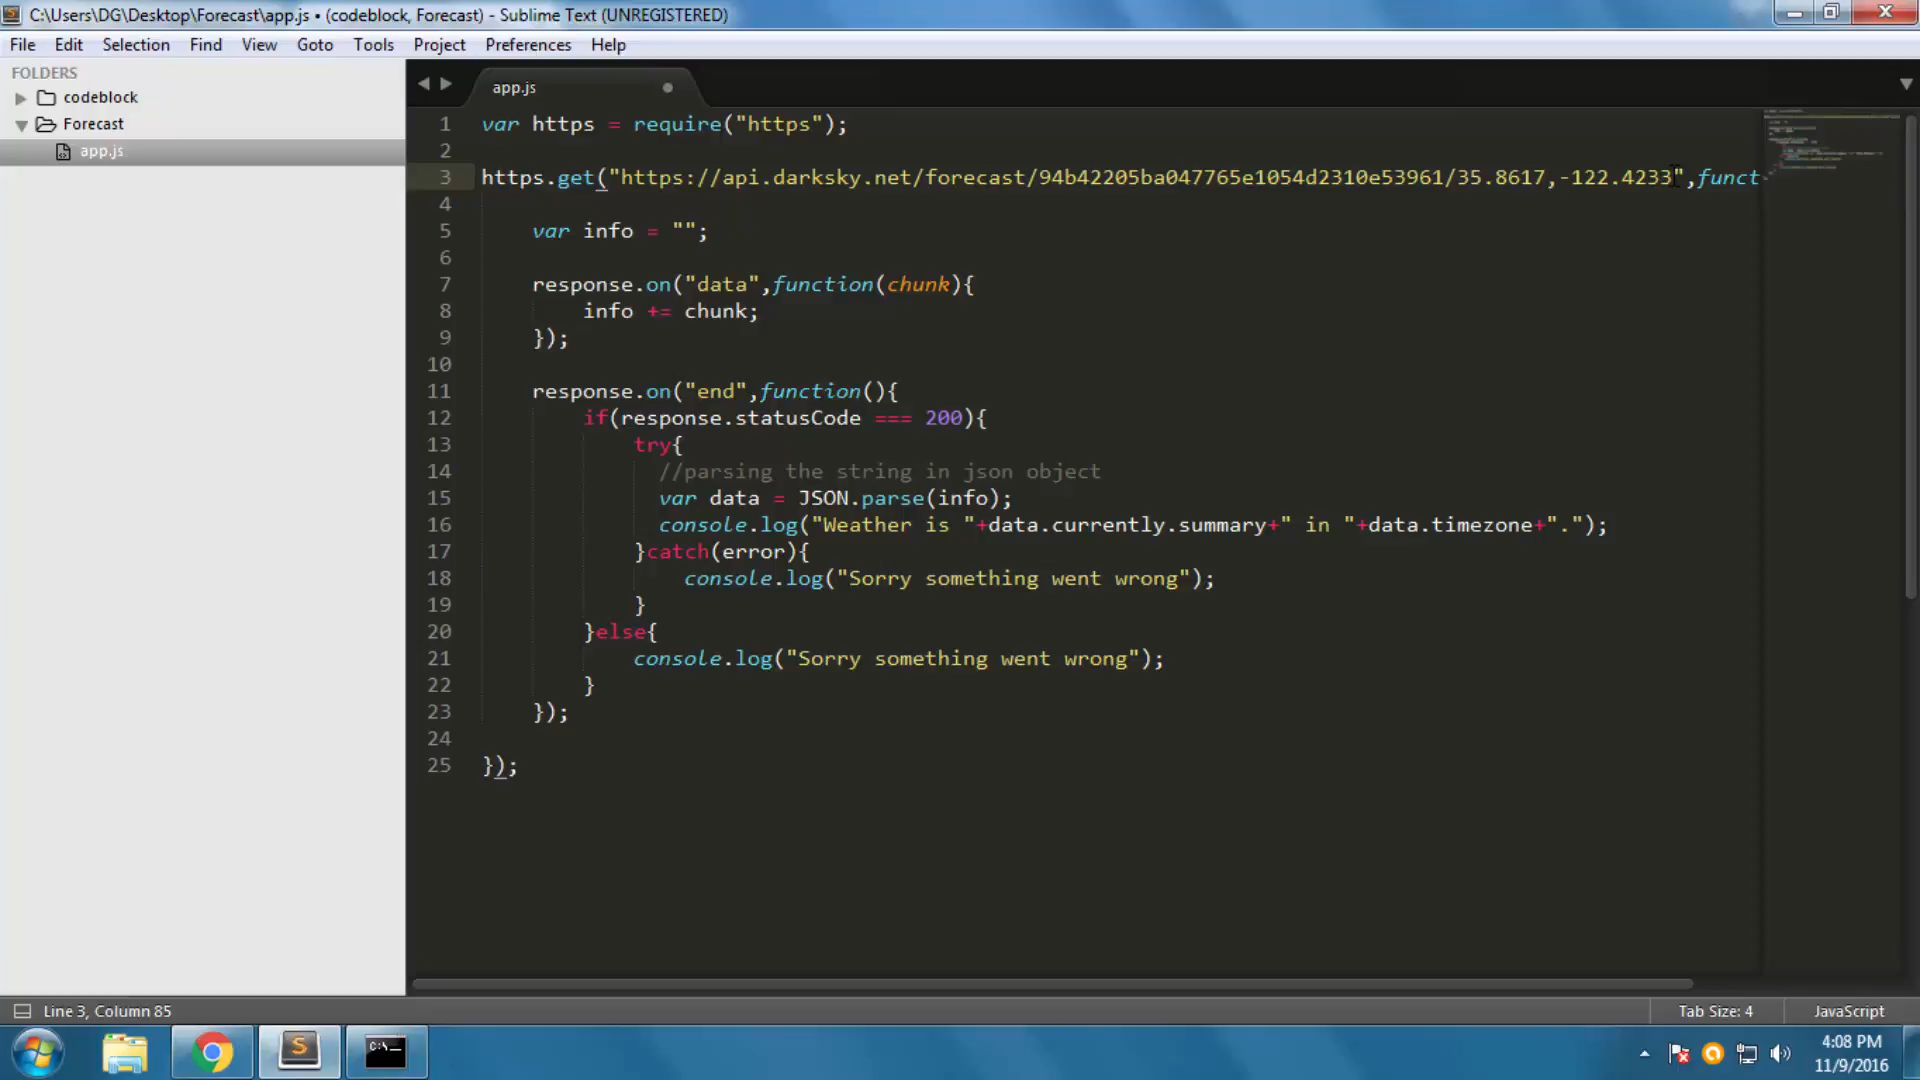 C:\Users\DG\Desktop\Forecast\app.js • (codeblock, Forecast) - Sublime Text (UNREGISTERED)
File Edit Selection Find View Goto Tools Project Preferences Help
FOLDERS
codeblock
Forecast
app.js
app.js
1 var https = require("https");
2
3 https.get("https://api.darksky.net/forecast/94b42205ba047765e1054d2310e53961/35.8617,-122.4233",funct
4
5 var info = "";
6
7 response.on("data",function(chunk){
8 info += chunk;
9 });
10
11 response.on("end",function(){
12 if(response.statusCode === 200){
13 try{
14 //parsing the string in json object
15 var data = JSON.parse(info);
16 console.log("Weather is "+data.currently.summary+" in "+data.timezone+".");
17 }catch(error){
18 console.log("Sorry something went wrong");
19 }
20 }else{
21 console.log("Sorry something went wrong");
22 }
23 });
24
25 });
Line 3, Column 85
Tab Size: 4
JavaScript
4:08 PM
11/9/2016